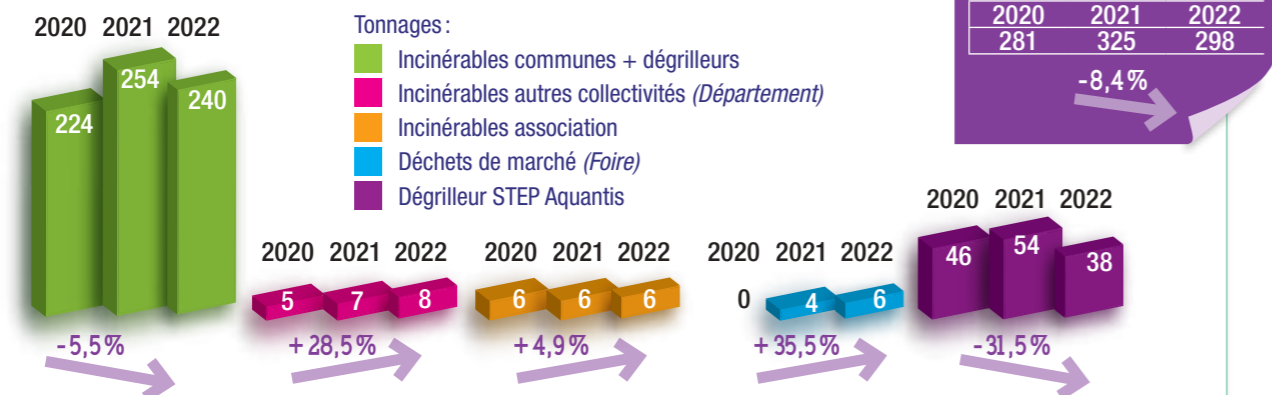 2020 2021 2022
224 254 240
-5,5%
Tonnages :
Incinérables communes + dégrilleurs
Incinérables autres collectivités (Département)
Incinérables association
Déchets de marché (Foire)
Dégrilleur STEP Aquantis
2020 2021 2022
281 325 298
-8,4%
2020 2021 2022
5 7 8
+28,5%
2020 2021 2022
6 6 6
+4,9%
2020 2021 2022
0 4 6
+35,5%
2020 2021 2022
46 54 38
-31,5%